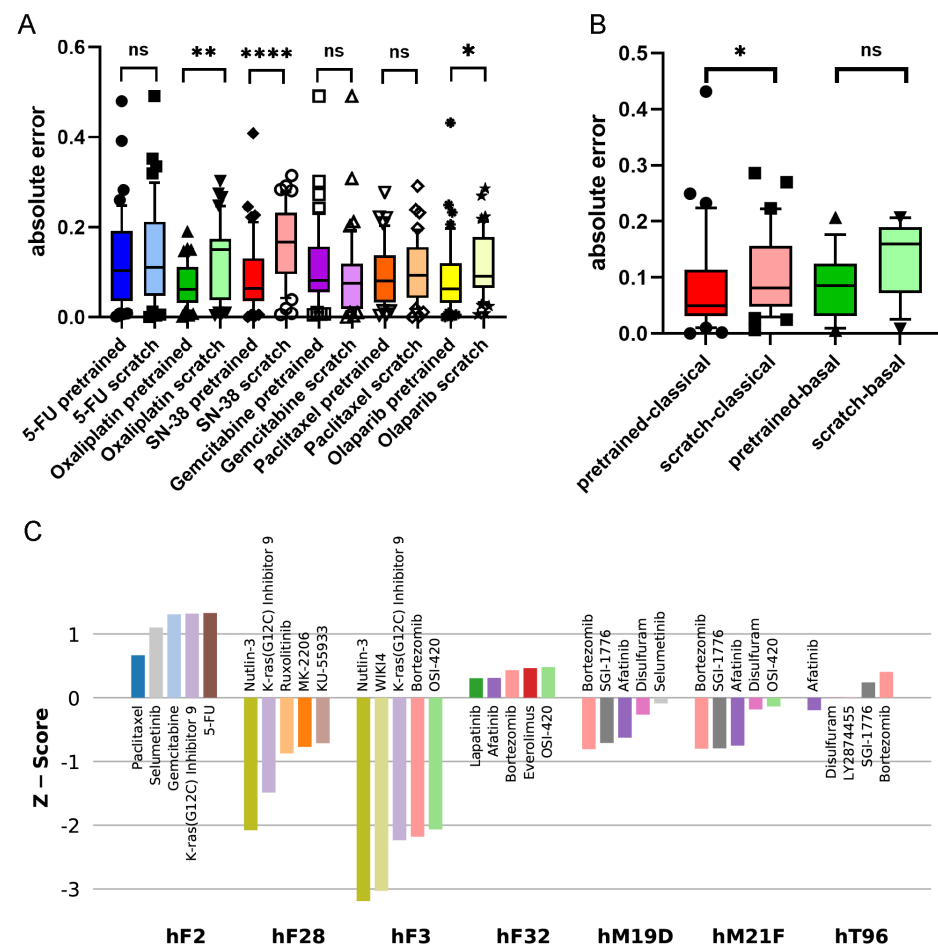 A
absolute error
0.6
0.4
0.2
0.0
ns
**
****
ns
ns
*
5-FU pretrained
5-FU scratch
Oxaliplatin pretrained
Oxaliplatin scratch
SN-38 pretrained
SN-38 scratch
Gemcitabine pretrained
Gemcitabine scratch
Paclitaxel pretrained
Paclitaxel scratch
Olaparib pretrained
Olaparib scratch
B
absolute error
0.5
0.4
0.3
0.2
0.1
0.0
*
ns
pretrained-classical
scratch-classical
pretrained-basal
scratch-basal
C
Z − Score
1
0
-1
-2
-3
Paclitaxel
Selumetinib
Gemcitabine
K-ras(G12C) Inhibitor 9
5-FU
Nutlin-3
K-ras(G12C) Inhibitor 9
Ruxolitinib
MK-2206
KU-55933
Nutlin-3
WIKI4
K-ras(G12C) Inhibitor 9
Bortezomib
OSI-420
Lapatinib
Afatinib
Bortezomib
Everolimus
OSI-420
Bortezomib
SGI-1776
Afatinib
Disulfuram
Selumetinib
Bortezomib
SGI-1776
Afatinib
Disulfuram
OSI-420
Afatinib
Disulfuram
LY2874455
SGI-1776
Bortezomib
hF2
hF28
hF3
hF32
hM19D
hM21F
hT96